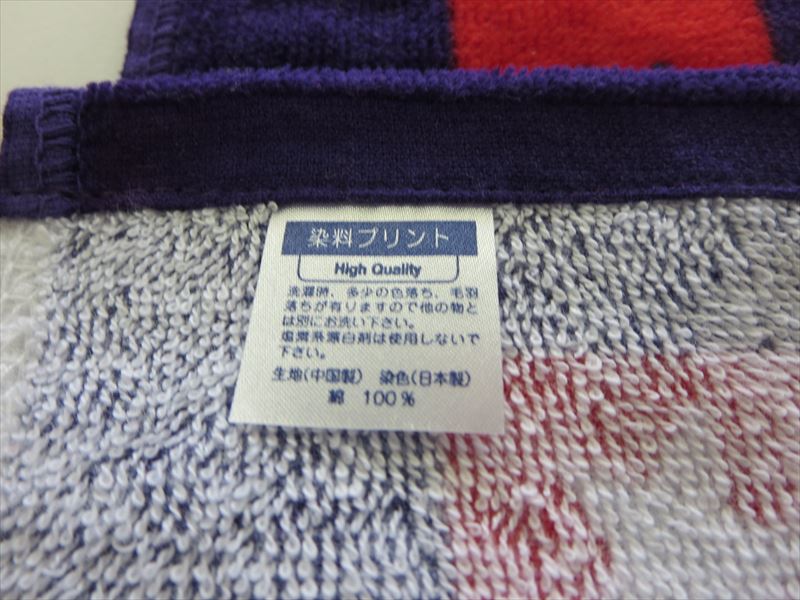 染料プリント
High Quality
洗濯時、多少の色落ち、毛羽
落ちが有りますので他の物と
は別にお洗い下さい。
塩素系漂白剤は使用しないで
下さい。
生地(中国製) 染色(日本製)
綿 100%